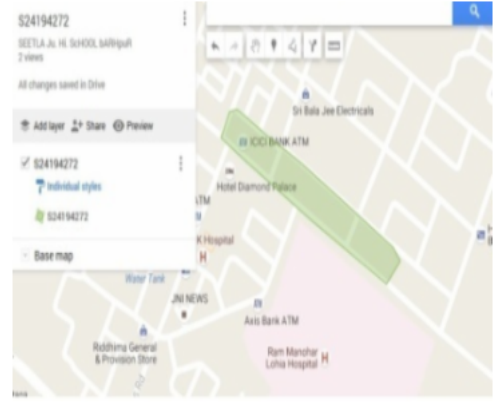 S24194272
SEETLA Ju. Hi. ScHOOL bARHpuR
2 views
All changes saved in Drive
Add layer Share Preview
S24194272
Individual styles
S24194272
Base map
Sri Bala Jee Electricals
ICICI BANK ATM
Hotel Diamond Palace
ATM
K Hospital
H
Water Tank
JNI NEWS
Axis Bank ATM
Riddhima General
& Provision Store
Ram Manohar
Lohia Hospital
H